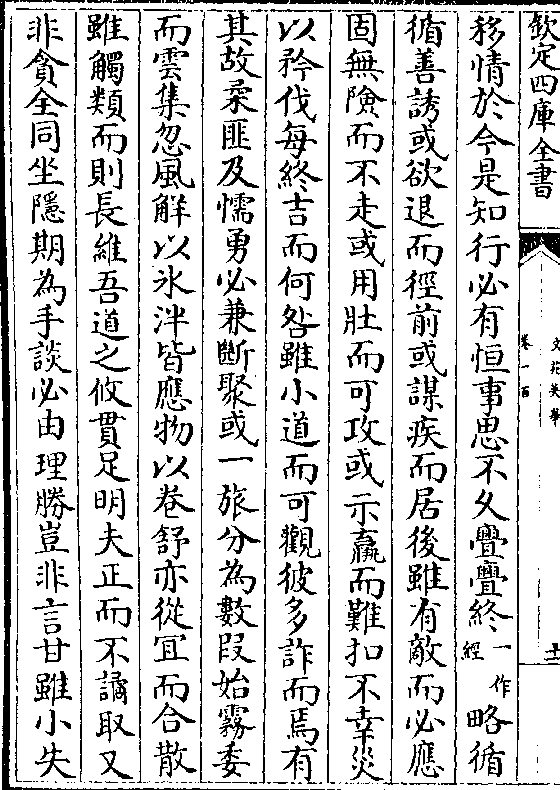 欽定四庫全書
文苑英華
卷一百
十二
移情於今是知行必有恒事思不久亹亹終一作經略循
循善誘或欲退而徑前或謀疾而居後雖有敵而必應
固無險而不走或用壯而可攻或示羸而難扣不幸災
以矜伐每終吉而何咎雖小道而可觀彼多詐而焉有
其故柔匪及懦勇必兼斷聚或一旅分為數段始霧委
而雲集忽風解以冰泮皆應物以卷舒亦從宜而合散
雖觸類而則長維吾道之攸貫足明夫正而不譎取又
非貪全同坐隱期為手談必由理勝豈非言甘雖小失